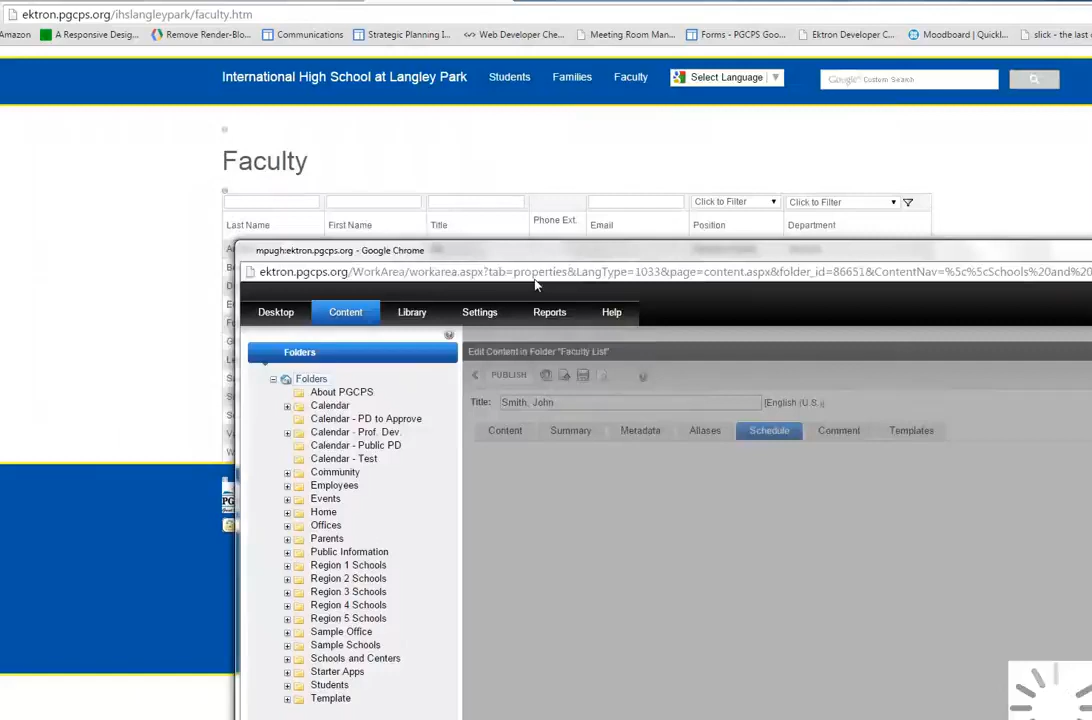 ektron.pgcps.org/ihslangleypark/faculty.htm
Amazon A Responsive Desig... Remove Render-Blo... Communications Strategic Planning I... Web Developer Che... Meeting Room Man... Forms - PGCPS Goo... Ektron Developer C... Moodboard | Quickl... slick - the last
International High School at Langley Park Students Families Faculty Select Language ▼ Google Custom Search
Faculty
Click to Filter Click to Filter
Last Name First Name Title Phone Ext. Email Position Department
mpugh:ektron.pgcps.org - Google Chrome
ektron.pgcps.org/WorkArea/workarea.aspx?tab=properties&LangType=1033&page=content.aspx&folder_id=86651&ContentNav=%5c%5cSchools%20and%20
Desktop Content Library Settings Reports Help
Folders
Edit Content in Folder "Faculty List"
PUBLISH
Folders
Title: Smith, John [English (U.S.)]
About PGCPS
Calendar
Calendar - PD to Approve
Content Summary Metadata Aliases Schedule Comment Templates
Calendar - Prof. Dev.
Calendar - Public PD
Calendar - Test
Community
Employees
Events
Home
Offices
Parents
Public Information
Region 1 Schools
Region 2 Schools
Region 3 Schools
Region 4 Schools
Region 5 Schools
Sample Office
Sample Schools
Schools and Centers
Starter Apps
Students
Template